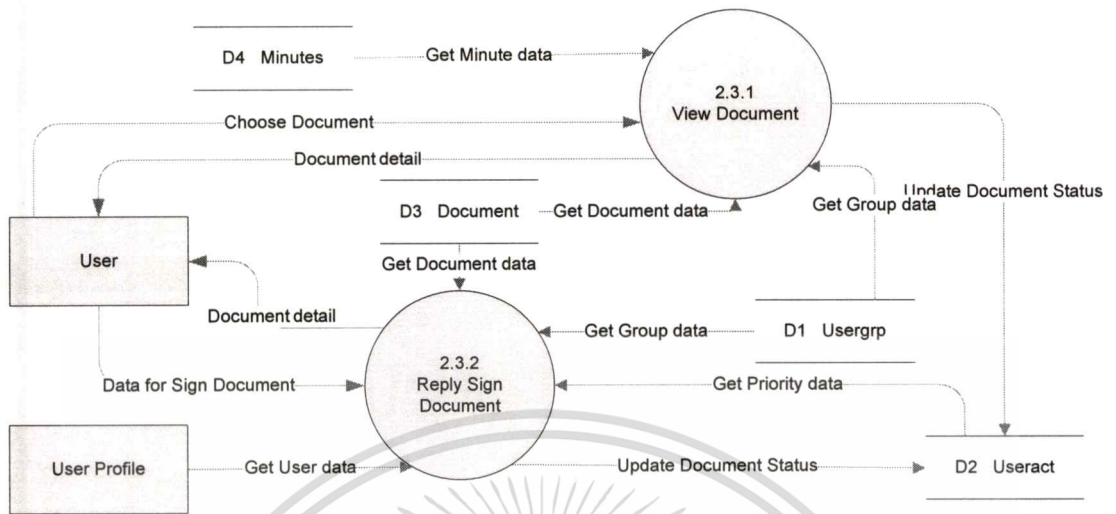 D4 Minutes
Get Minute data
2.3.1
View Document
Choose Document
Document detail
Update Document Status
Get Group data
D3 Document
Get Document data
User
Get Document data
Document detail
Get Group data
D1 Usergrp
2.3.2
Reply Sign
Document
Data for Sign Document
Get Priority data
User Profile
Get User data
Update Document Status
D2 Useract